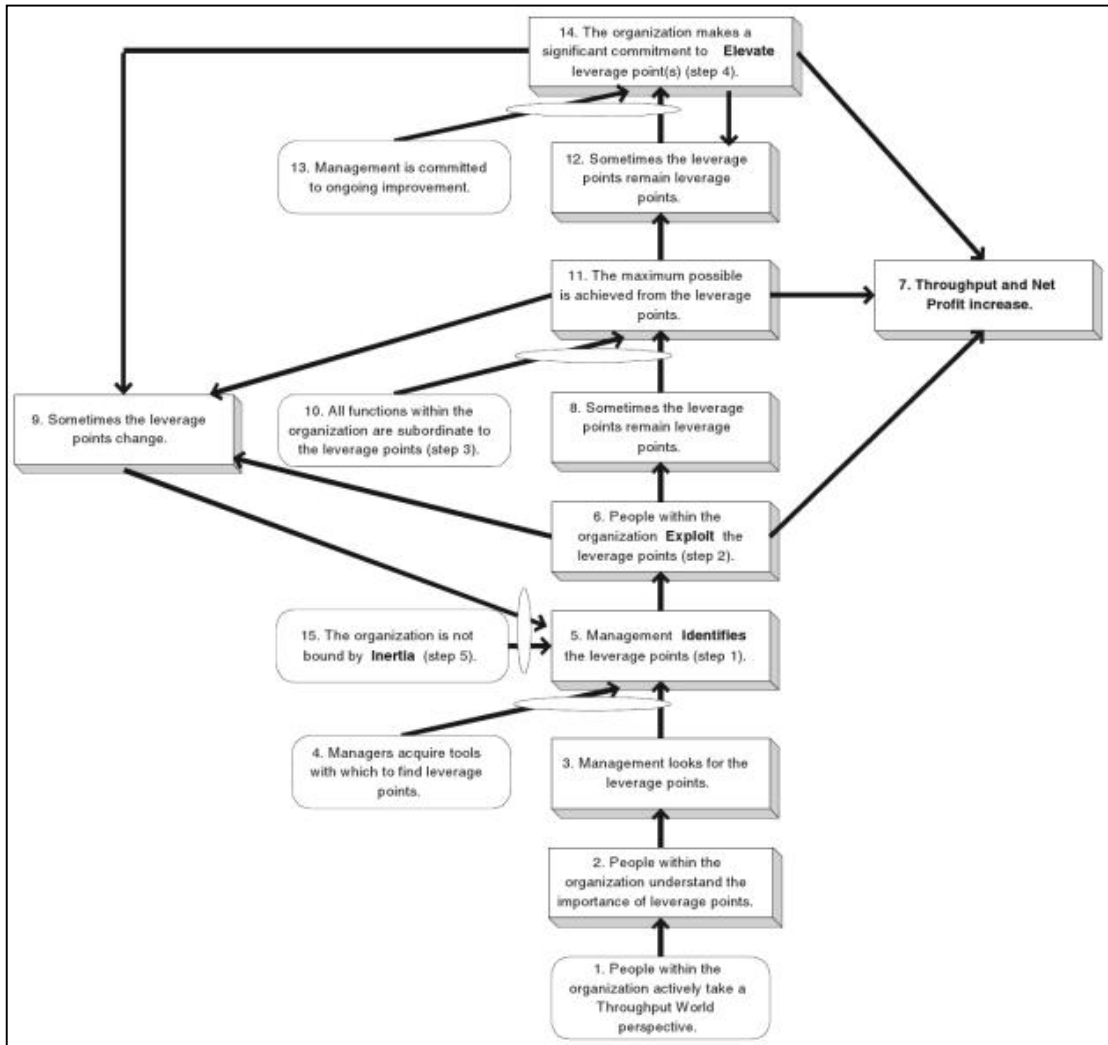 14. The organization makes a
significant commitment to Elevate
leverage point(s) (step 4).
13. Management is committed
to ongoing improvement.
12. Sometimes the leverage
points remain leverage
points.
11. The maximum possible
is achieved from the leverage
points.
7. Throughput and Net
Profit increase.
9. Sometimes the leverage
points change.
10. All functions within the
organization are subordinate to
the leverage points (step 3).
8. Sometimes the leverage
points remain leverage
points.
6. People within the
organization Exploit the
leverage points (step 2).
15. The organization is not
bound by Inertia (step 5).
5. Management Identifies
the leverage points (step 1).
4. Managers acquire tools
with which to find leverage
points.
3. Management looks for the
leverage points.
2. People within the
organization understand the
importance of leverage points.
1. People within the
organization actively take a
Throughput World
perspective.